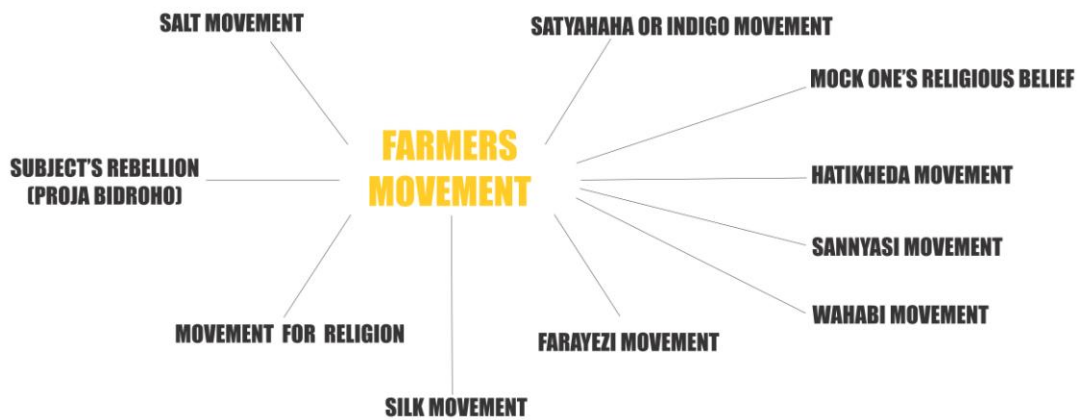 SALT MOVEMENT
SATYAHAHA OR INDIGO MOVEMENT
MOCK ONE'S RELIGIOUS BELIEF
FARMERS
MOVEMENT
SUBJECT'S REBELLION
(PROJA BIDROHO)
HATIKHEDA MOVEMENT
SANNYASI MOVEMENT
WAHABI MOVEMENT
MOVEMENT FOR RELIGION
FARAYEZI MOVEMENT
SILK MOVEMENT